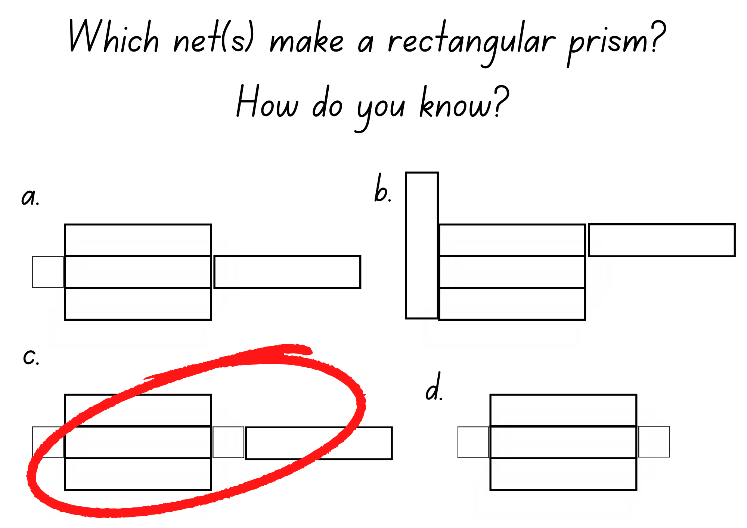 Which net(s) make a rectangular prism?
How do you know?
a.
b.
c.
d.